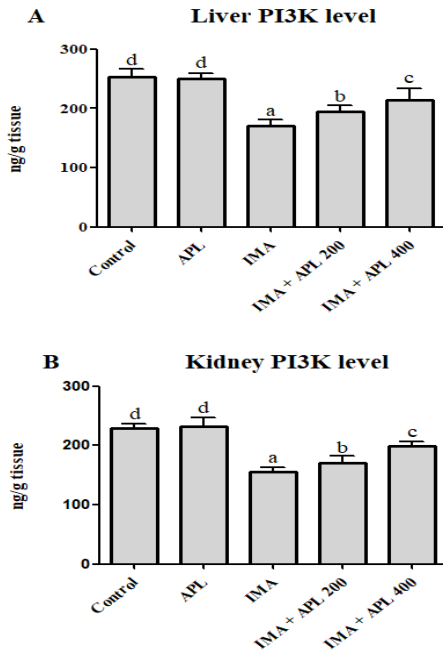 A Liver PI3K level
300
200
100
0
ng/g tissue
d d a b c
Control APL IMA IMA + APL 200 IMA + APL 400
B Kidney PI3K level
300
200
100
0
ng/g tissue
d d a b c
Control APL IMA IMA + APL 200 IMA + APL 400